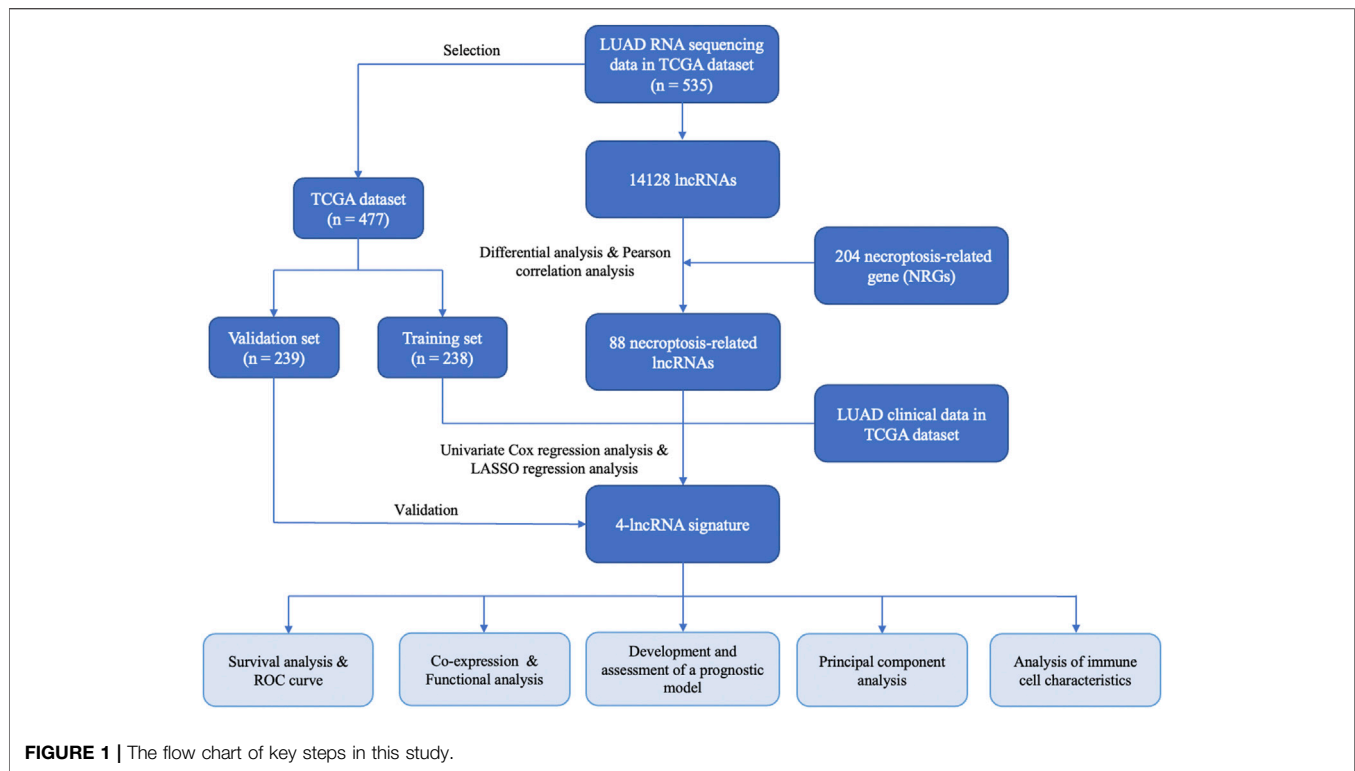 Selection
LUAD RNA sequencing
data in TCGA dataset
(n = 535)
14128 lncRNAs
TCGA dataset
(n = 477)
Differential analysis & Pearson
correlation analysis
204 necroptosis-related
gene (NRGs)
Validation set
(n = 239)
Training set
(n = 238)
88 necroptosis-related
lncRNAs
LUAD clinical data in
TCGA dataset
Univariate Cox regression analysis &
LASSO regression analysis
Validation
4-lncRNA signature
Survival analysis &
ROC curve
Co-expression &
Functional analysis
Development and
assessment of a prognostic
model
Principal component
analysis
Analysis of immune
cell characteristics
FIGURE 1 | The flow chart of key steps in this study.